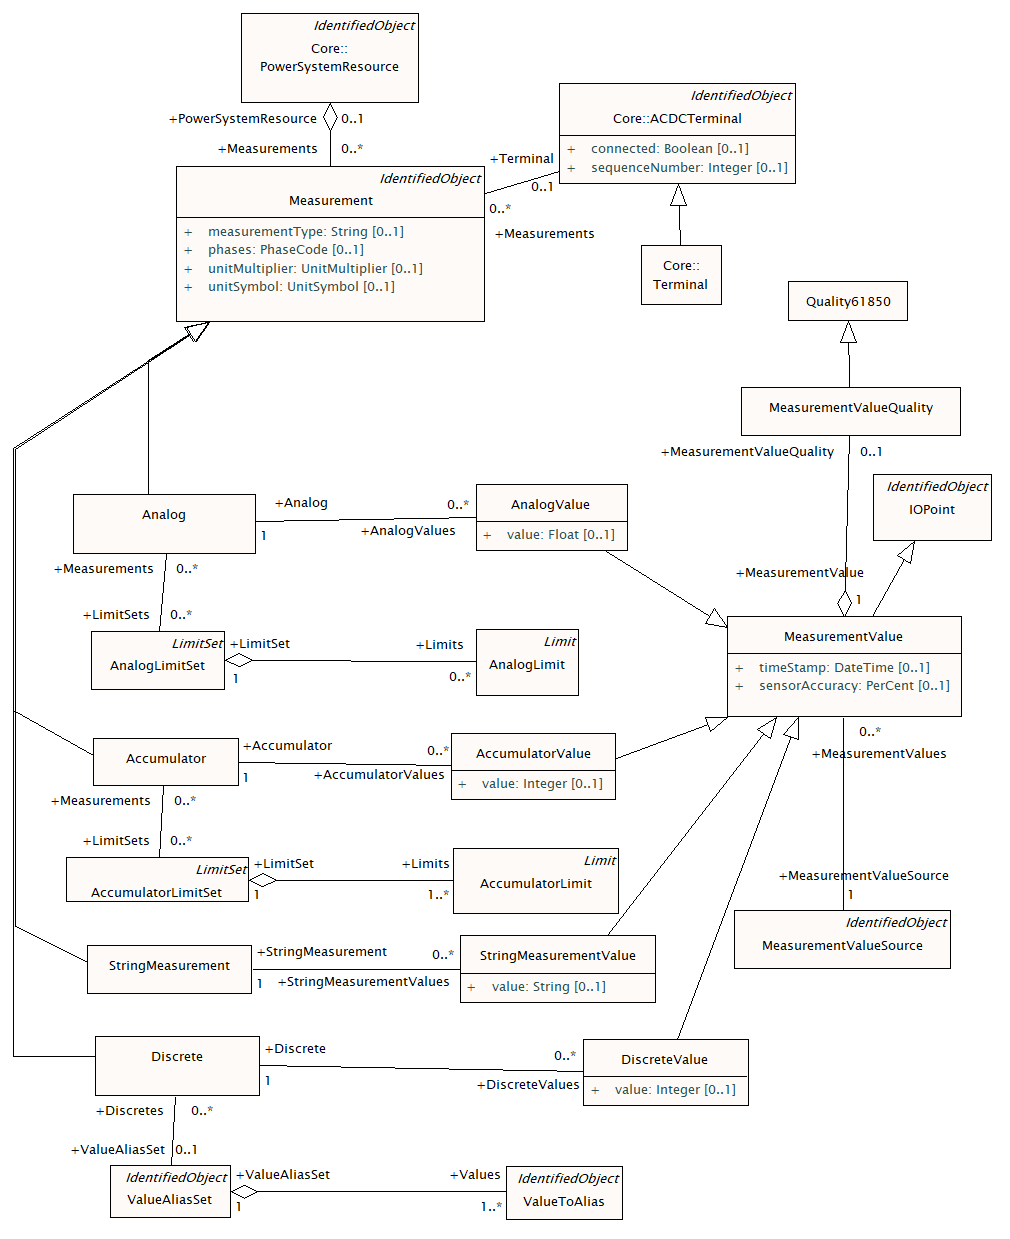 IdentifiedObject
Core::
PowerSystemResource
+PowerSystemResource
0..1
+Measurements
0..*
IdentifiedObject
Core::ACDCTerminal
+ connected: Boolean [0..1]
+ sequenceNumber: Integer [0..1]
+Terminal
0..1
IdentifiedObject
Measurement
+ measurementType: String [0..1]
+ phases: PhaseCode [0..1]
+ unitMultiplier: UnitMultiplier [0..1]
+ unitSymbol: UnitSymbol [0..1]
0..*
+Measurements
Core::
Terminal
Quality61850
MeasurementValueQuality
+MeasurementValueQuality
0..1
IdentifiedObject
IOPoint
Analog
+Analog
1
0..*
+AnalogValues
AnalogValue
+ value: Float [0..1]
+Measurements
0..*
+LimitSets
0..*
+MeasurementValue
1
LimitSet
AnalogLimitSet
+LimitSet
1
+Limits
0..*
Limit
AnalogLimit
MeasurementValue
+ timeStamp: DateTime [0..1]
+ sensorAccuracy: PerCent [0..1]
0..*
+MeasurementValues
Accumulator
+Accumulator
1
0..*
+AccumulatorValues
AccumulatorValue
+ value: Integer [0..1]
+Measurements
0..*
+LimitSets
0..*
LimitSet
AccumulatorLimitSet
+LimitSet
1
+Limits
1..*
Limit
AccumulatorLimit
+MeasurementValueSource
1
IdentifiedObject
MeasurementValueSource
StringMeasurement
+StringMeasurement
1
0..*
+StringMeasurementValues
StringMeasurementValue
+ value: String [0..1]
Discrete
+Discrete
1
0..*
+DiscreteValues
DiscreteValue
+ value: Integer [0..1]
+Discretes
0..*
+ValueAliasSet
0..1
IdentifiedObject
ValueAliasSet
+ValueAliasSet
1
+Values
1..*
IdentifiedObject
ValueToAlias